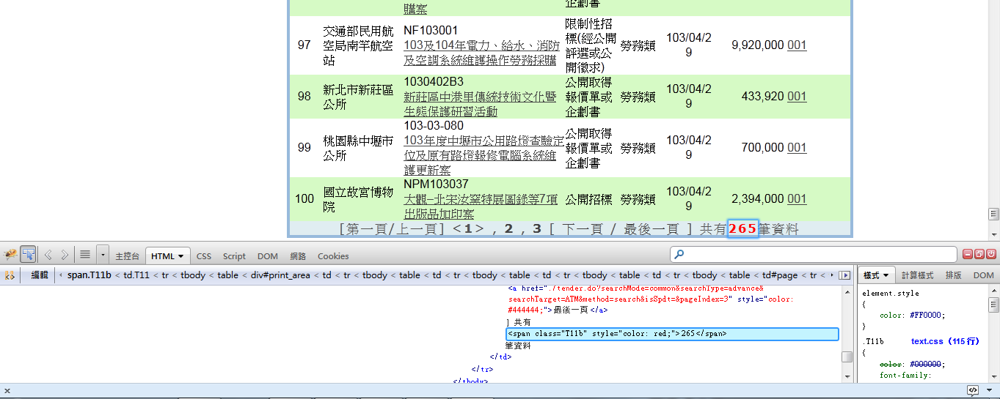 企劃書
購案
97 交通部民用航空局南竿航空站 NF103001 103及104年電力、給水、消防及空調系統維護操作勞務採購 限制性招標(經公開評選或公開徵求) 勞務類 103/04/29 9,920,000 001
98 新北市新莊區公所 1030402B3 新莊區中港里傳統技術文化暨生態保護研習活動 公開取得報價單或企劃書 勞務類 103/04/29 433,920 001
99 桃園縣中壢市公所 103-03-080 103年度中壢市公用路燈查驗定位及原有路燈報修電腦系統維護更新案 公開取得報價單或企劃書 勞務類 103/04/29 700,000 001
100 國立故宮博物院 NPM103037 大觀─北宋汝窯特展圖錄等7項出版品加印案 公開招標 勞務類 103/04/29 2,394,000 001
[第一頁/上一頁] <1> , 2 , 3 [ 下一頁 / 最後一頁 ] 共有265筆資料
主控台 HTML CSS Script DOM 網路 Cookies
編輯 span.T11b < td.T11 < tr < tbody < table < div#print_area < td < tr < tbody < table < td < tr < tbody < table < td < tr < tbody < table < td < tr < tbody < table < td#page < tr <
樣式 計算樣式 排版 DOM
<a href="./tender.do?searchMode=common&searchType=advance&
searchTarget=ATM&method=search&isSpdt=&pageIndex=3" style="color:
#444444;">最後一頁</a>
] 共有
<span class="T11b" style="color: red;">265</span>
筆資料
</td>
</tr>
</tbody>
element.style
{
color: #FF0000;
}
.T11b text.css (115 行)
{
color: #000000;
font-family: